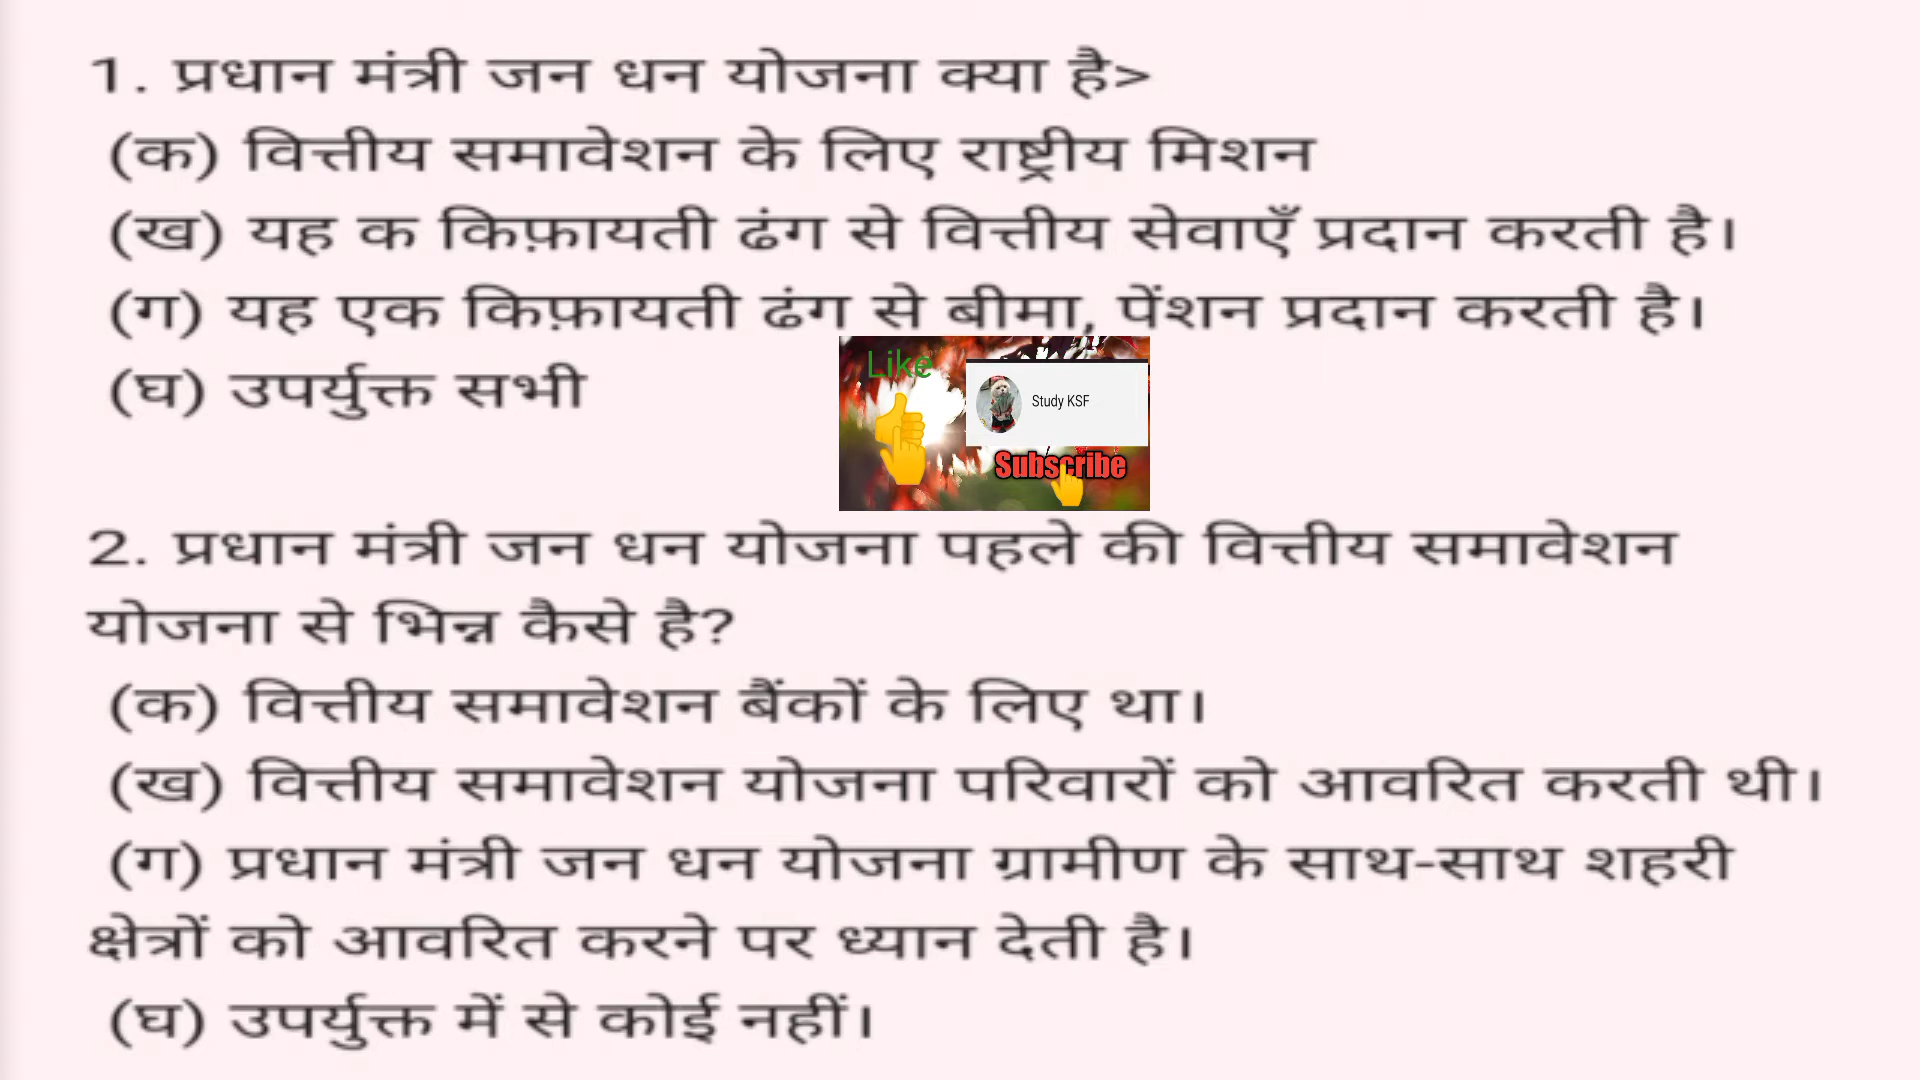 1. प्रधान मंत्री जन धन योजना क्या है>
(क) वित्तीय समावेशन के लिए राष्ट्रीय मिशन
(ख) यह क किफ़ायती ढंग से वित्तीय सेवाएँ प्रदान करती है।
(ग) यह एक किफ़ायती ढंग से बीमा, पेंशन प्रदान करती है।
(घ) उपर्युक्त सभी
Like
Study KSF
Subscribe
2. प्रधान मंत्री जन धन योजना पहले की वित्तीय समावेशन
योजना से भिन्न कैसे है?
(क) वित्तीय समावेशन बैंकों के लिए था।
(ख) वित्तीय समावेशन योजना परिवारों को आवरित करती थी।
(ग) प्रधान मंत्री जन धन योजना ग्रामीण के साथ-साथ शहरी
क्षेत्रों को आवरित करने पर ध्यान देती है।
(घ) उपर्युक्त में से कोई नहीं।